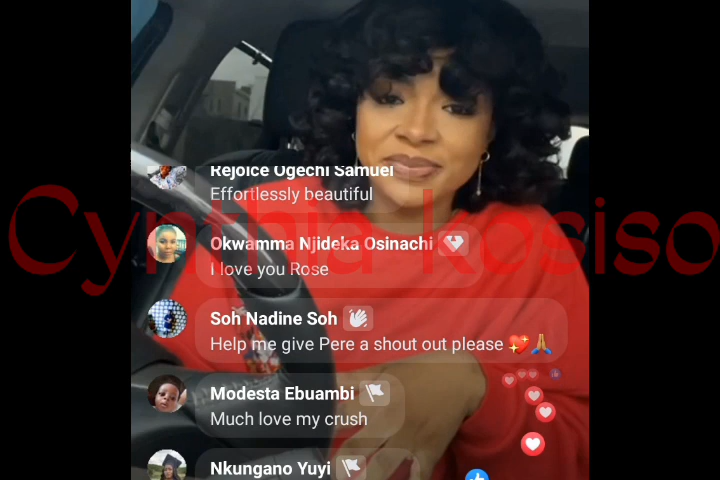 Rejoice Ogechi Samuel
Effortlessly beautiful
Okwamma Njideka Osinachi
I love you Rose
Cynthia kosiso
Soh Nadine Soh
Help me give Pere a shout out please 💖🙏
Modesta Ebuambi
Much love my crush
Nkungano Yuyi